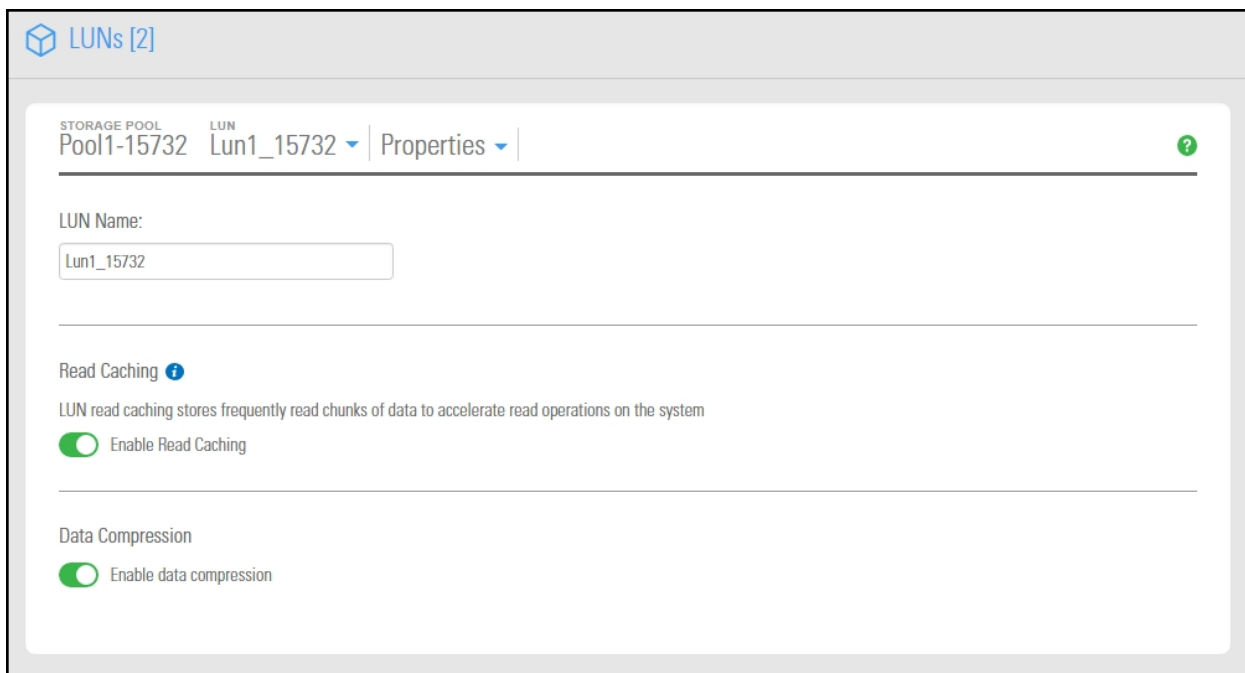 LUNs [2]
STORAGE POOL LUN
Pool1-15732 Lun1_15732 Properties
?
LUN Name:
Lun1_15732
Read Caching i
LUN read caching stores frequently read chunks of data to accelerate read operations on the system
Enable Read Caching
Data Compression
Enable data compression